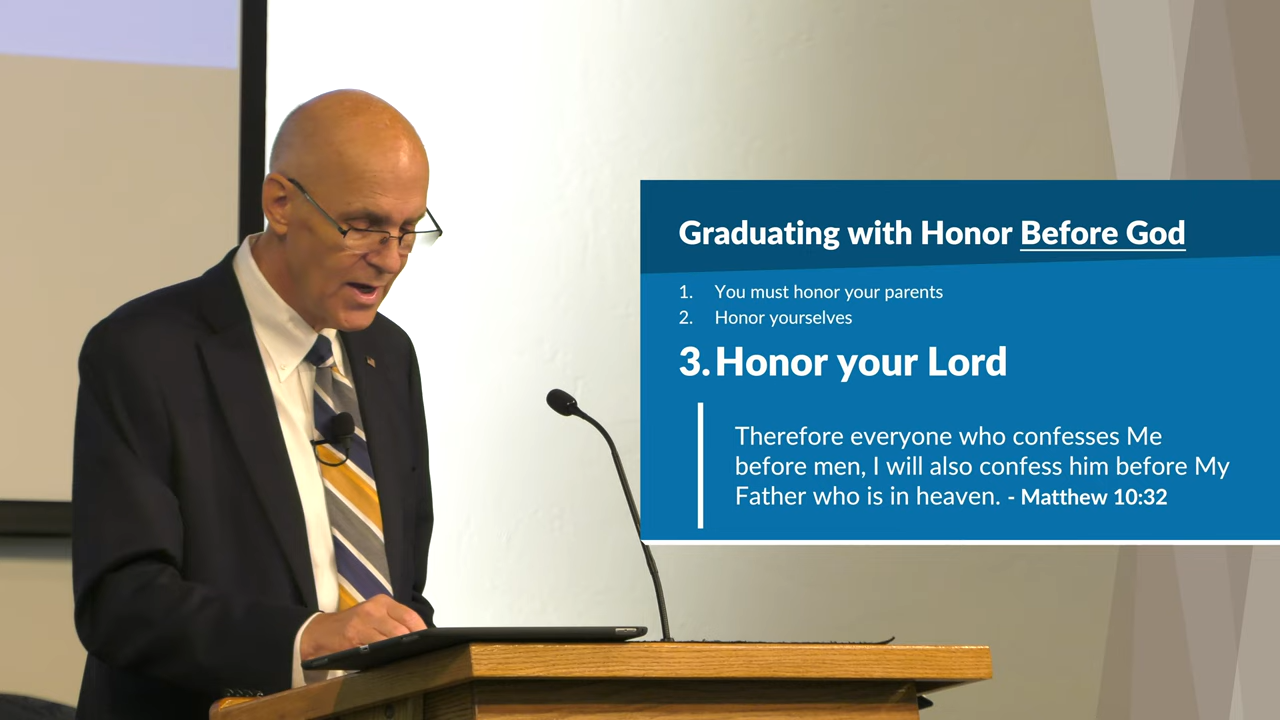 Graduating with Honor Before God
1. You must honor your parents
2. Honor yourselves
3. Honor your Lord
Therefore everyone who confesses Me
before men, I will also confess him before My
Father who is in heaven. - Matthew 10:32